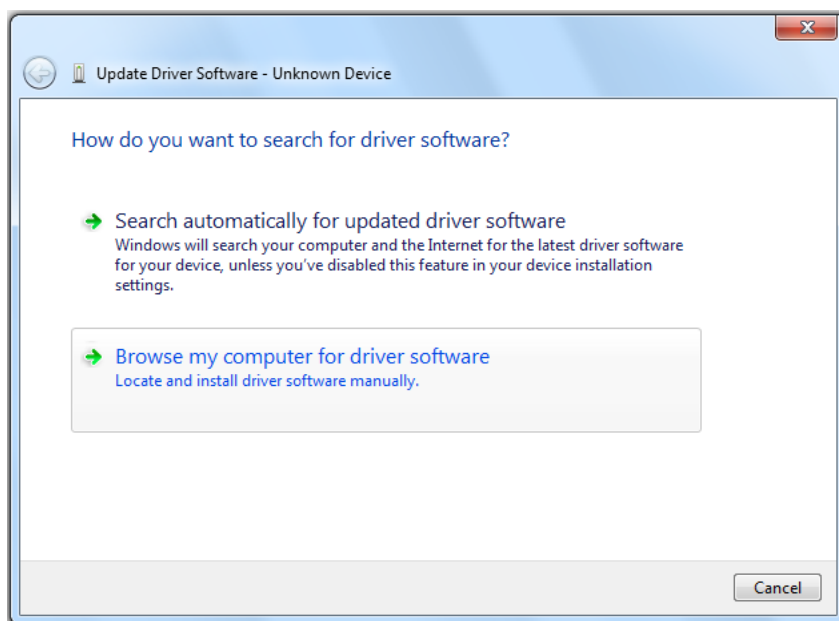 Update Driver Software - Unknown Device
How do you want to search for driver software?
Search automatically for updated driver software
Windows will search your computer and the Internet for the latest driver software
for your device, unless you've disabled this feature in your device installation
settings.
Browse my computer for driver software
Locate and install driver software manually.
Cancel